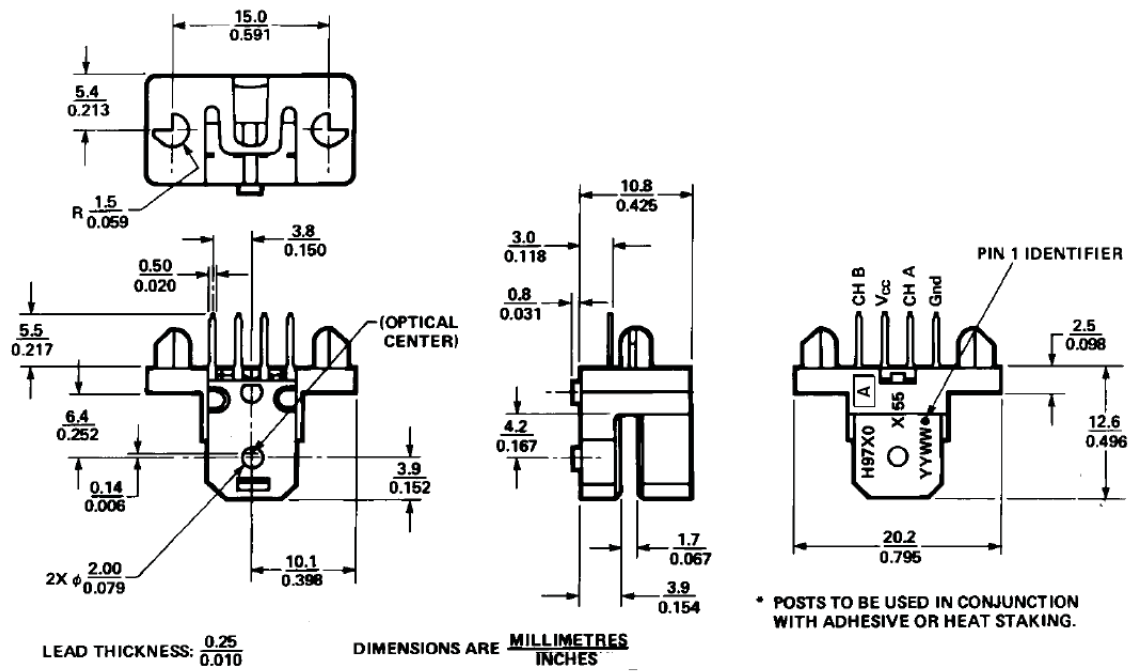 15.0
0.591
5.4
0.213
R 1.5
0.059
3.8
0.150
0.50
0.020
5.5
0.217
(OPTICAL
CENTER)
6.4
0.252
0.14
0.006
3.9
0.152
2X ϕ 2.00
0.079
10.1
0.398
10.8
0.425
3.0
0.118
0.8
0.031
4.2
0.167
1.7
0.067
3.9
0.154
PIN 1 IDENTIFIER
CH B
Vcc
CH A
Gnd
2.5
0.098
A
X 55
H97X0
YYWW
12.6
0.496
20.2
0.795
* POSTS TO BE USED IN CONJUNCTION
WITH ADHESIVE OR HEAT STAKING.
LEAD THICKNESS: 0.25
0.010
DIMENSIONS ARE MILLIMETRES
INCHES